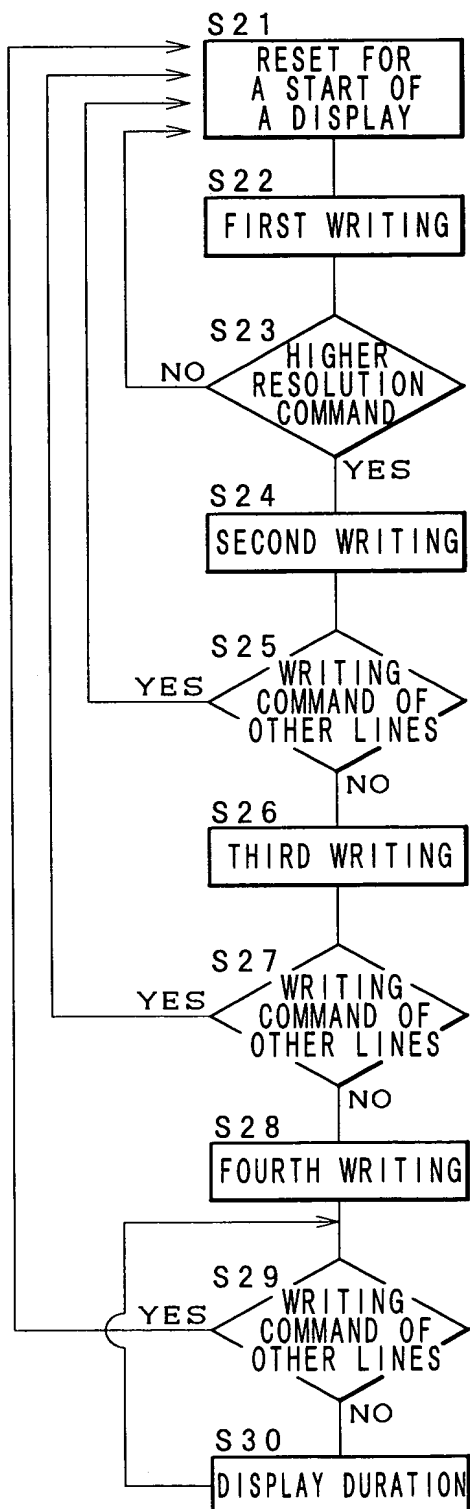 S21
RESET FOR
A START OF
A DISPLAY
S22
FIRST WRITING
S23
HIGHER
RESOLUTION
COMMAND
NO
YES
S24
SECOND WRITING
S25
WRITING
COMMAND OF
OTHER LINES
YES
NO
S26
THIRD WRITING
S27
WRITING
COMMAND OF
OTHER LINES
YES
NO
S28
FOURTH WRITING
S29
WRITING
COMMAND OF
OTHER LINES
YES
NO
S30
DISPLAY DURATION